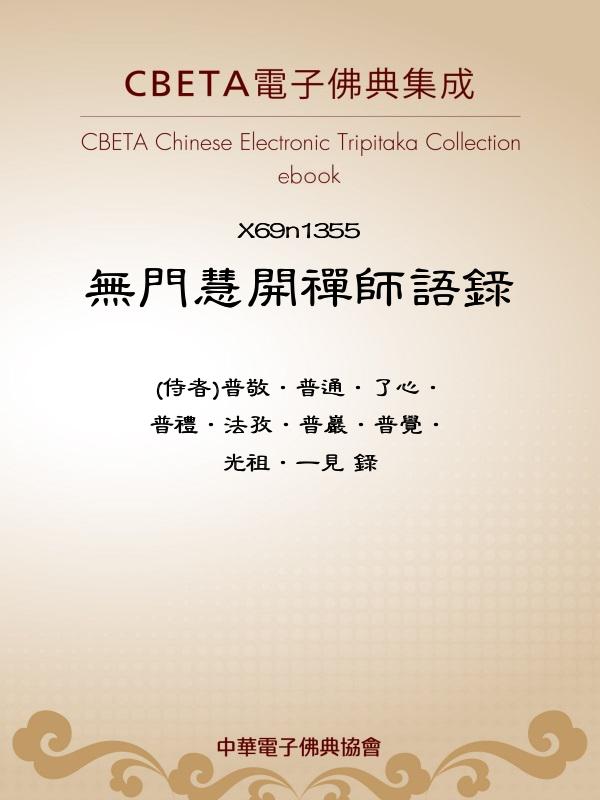 CBETA電子佛典集成
CBETA Chinese Electronic Tripitaka Collection
ebook
X69n1355
無門慧開禪師語錄
(侍者)普敬．普通．了心．
普禮．法孜．普巖．普覺．
光祖．一見 錄
中華電子佛典協會